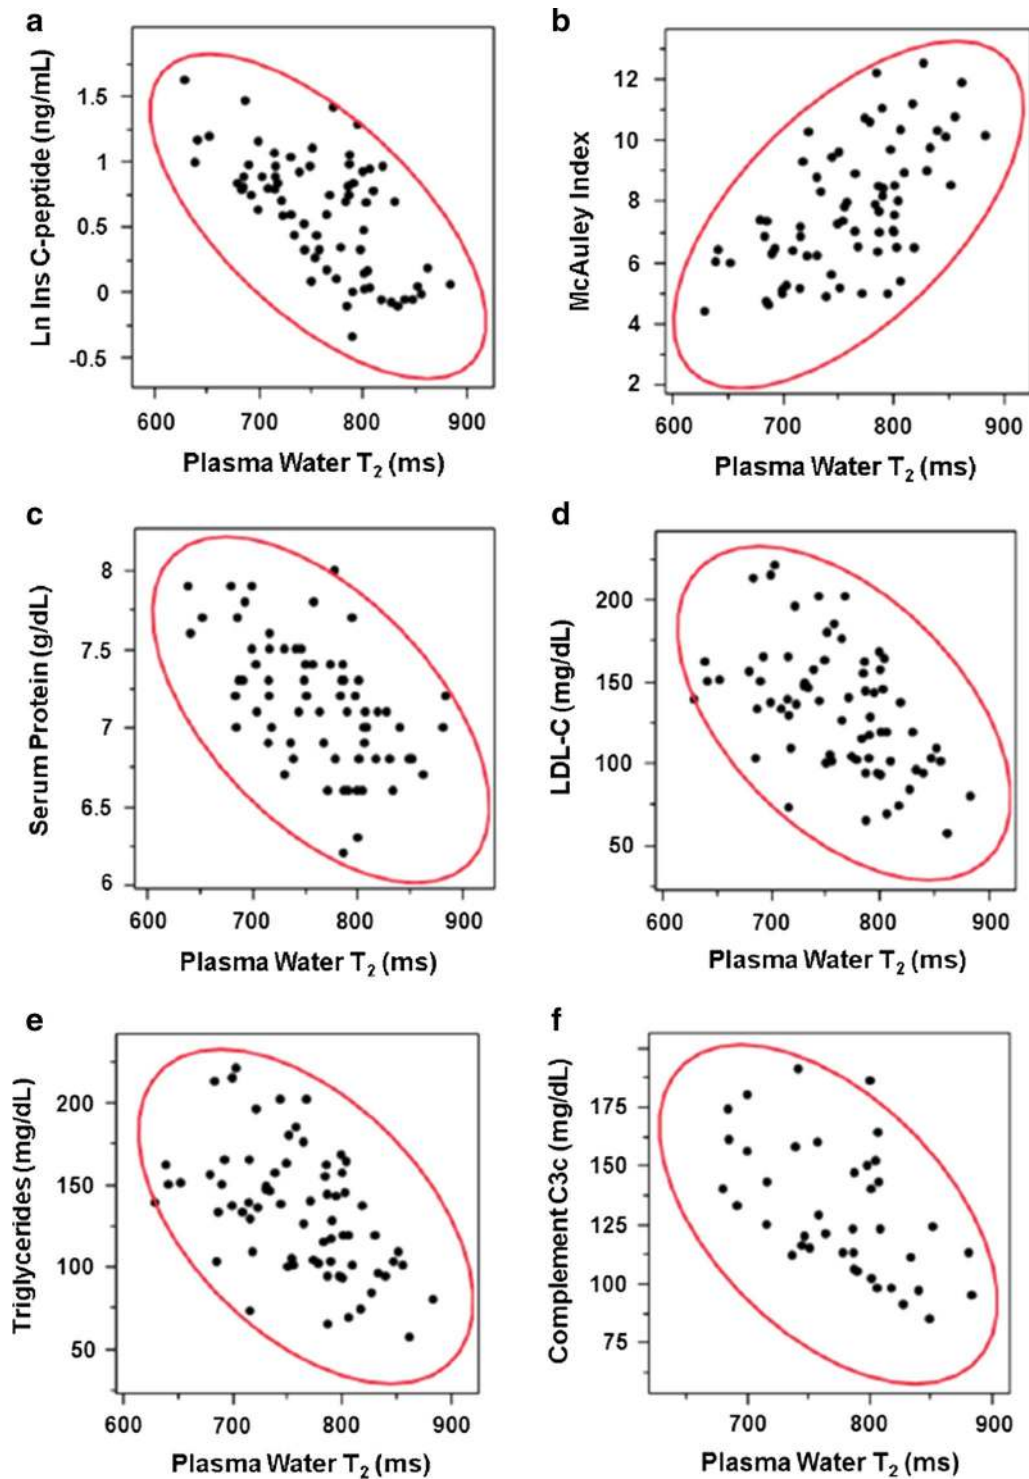 a
Ln Ins C-peptide (ng/mL)
1.5
1
0.5
0
-0.5
600 700 800 900
Plasma Water T2 (ms)
b
McAuley Index
12
10
8
6
4
2
600 700 800 900
Plasma Water T2 (ms)
c
Serum Protein (g/dL)
8
7.5
7
6.5
6
600 700 800 900
Plasma Water T2 (ms)
d
LDL-C (mg/dL)
200
150
100
50
600 700 800 900
Plasma Water T2 (ms)
e
Triglycerides (mg/dL)
200
150
100
50
600 700 800 900
Plasma Water T2 (ms)
f
Complement C3c (mg/dL)
175
150
125
100
75
700 800 900
Plasma Water T2 (ms)